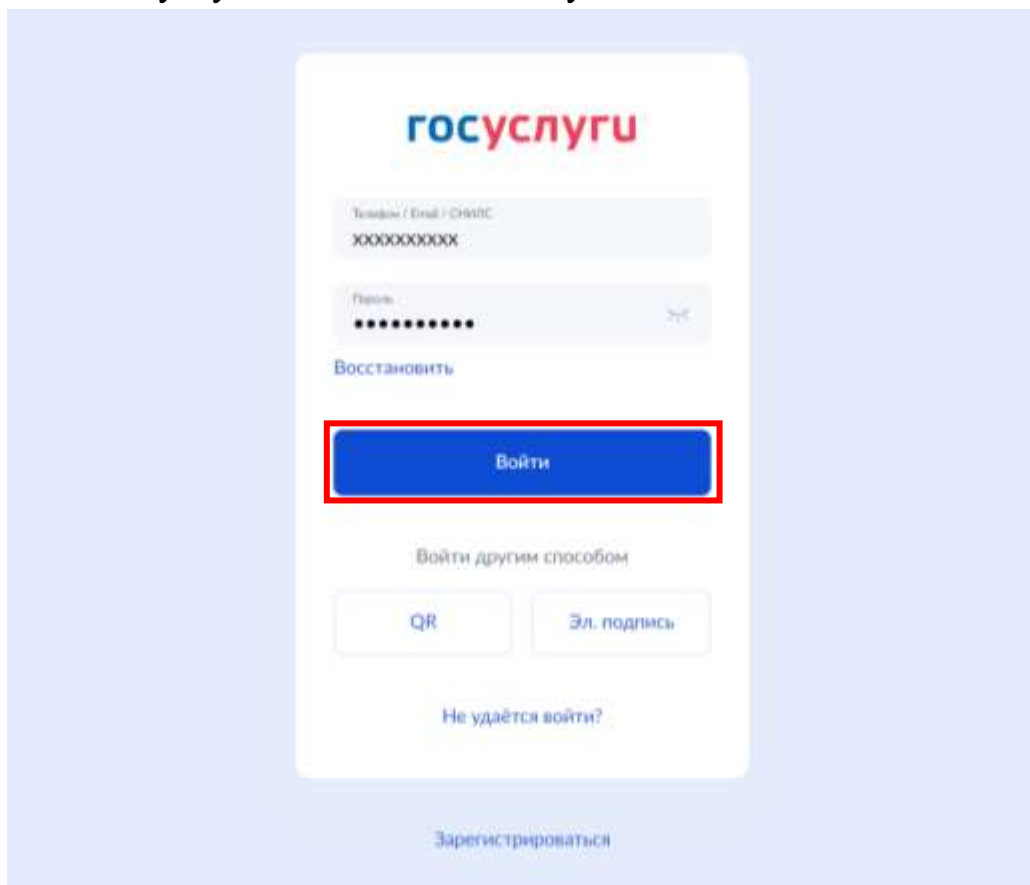 госуслуги
Телефон / Email / СНИЛС
XXXXXXXXXX
Пароль
••••••••••
Восстановить
Войти
Войти другим способом
QR Эл. подпись
Не удаётся войти?
Зарегистрироваться